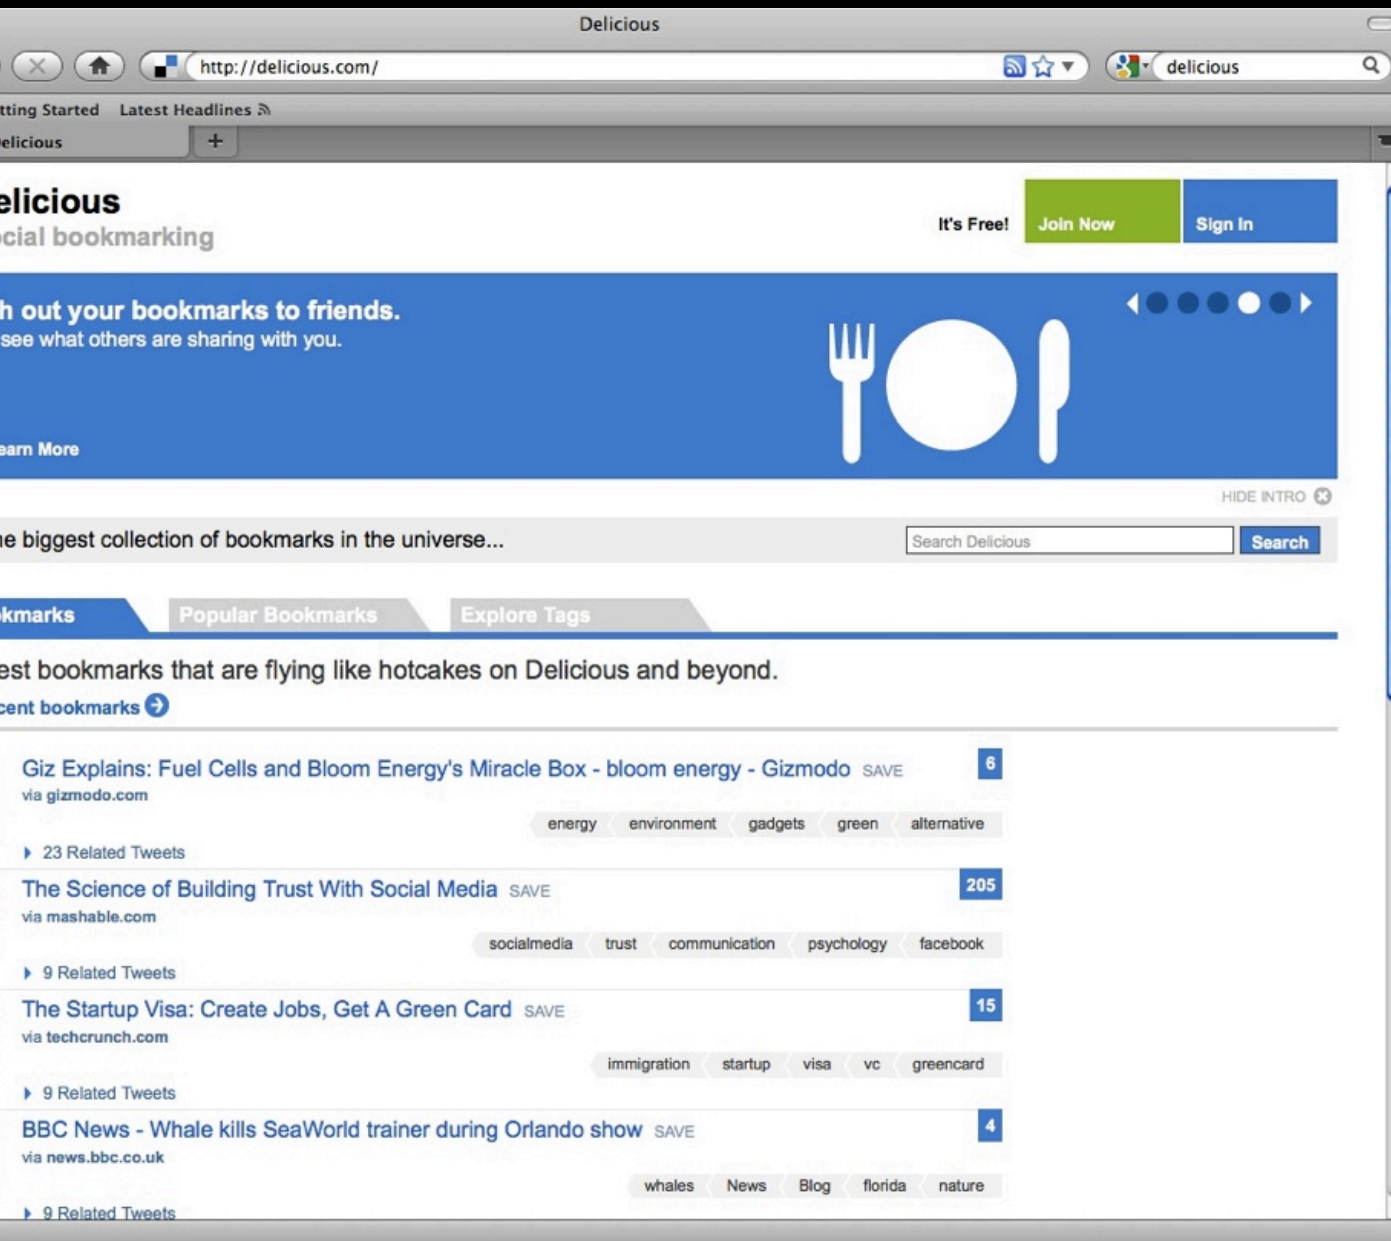 Delicious
http://delicious.com/
delicious
tting Started Latest Headlines
elicious +
elicious
cial bookmarking
It's Free! Join Now Sign In
h out your bookmarks to friends.
see what others are sharing with you.
earn More
HIDE INTRO
e biggest collection of bookmarks in the universe...
Search Delicious Search
kmarks Popular Bookmarks Explore Tags
est bookmarks that are flying like hotcakes on Delicious and beyond.
cent bookmarks
Giz Explains: Fuel Cells and Bloom Energy's Miracle Box - bloom energy - Gizmodo SAVE 6
via gizmodo.com
energy environment gadgets green alternative
23 Related Tweets
The Science of Building Trust With Social Media SAVE 205
via mashable.com
socialmedia trust communication psychology facebook
9 Related Tweets
The Startup Visa: Create Jobs, Get A Green Card SAVE 15
via techcrunch.com
immigration startup visa vc greencard
9 Related Tweets
BBC News - Whale kills SeaWorld trainer during Orlando show SAVE 4
via news.bbc.co.uk
whales News Blog florida nature
9 Related Tweets